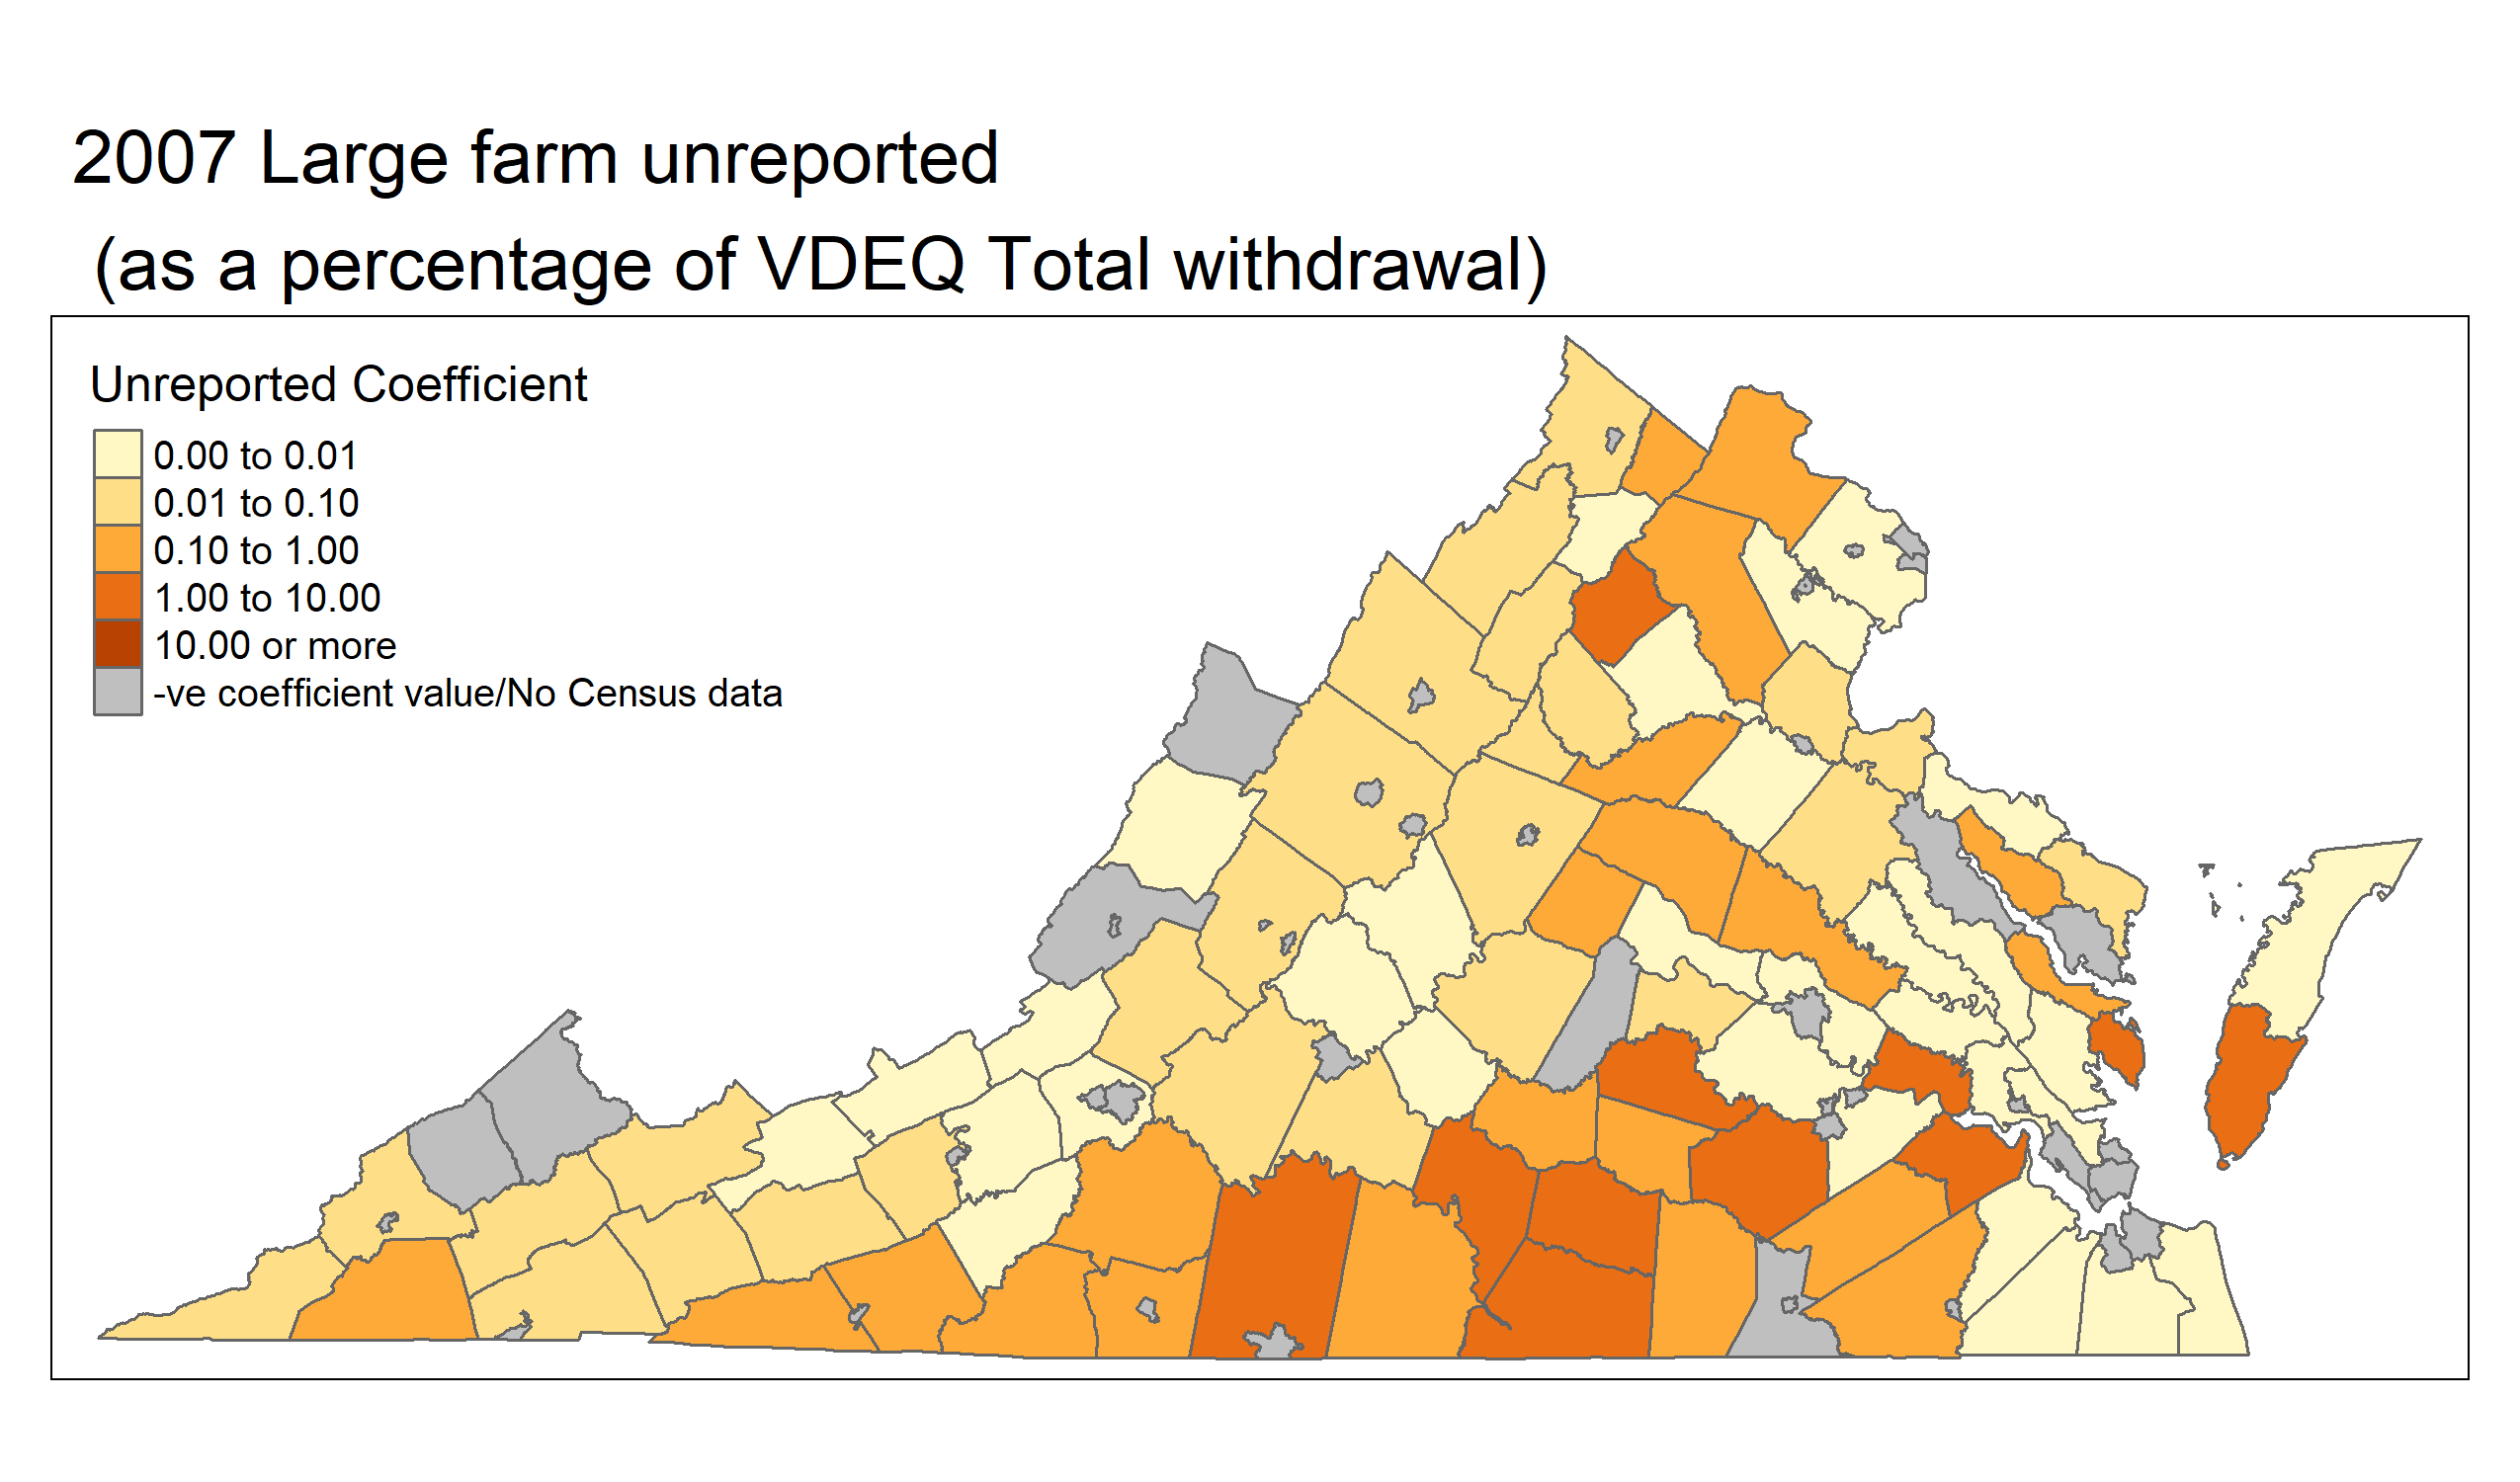 2007 Large farm unreported
(as a percentage of VDEQ Total withdrawal)
Unreported Coefficient
0.00 to 0.01
0.01 to 0.10
0.10 to 1.00
1.00 to 10.00
10.00 or more
-ve coefficient value/No Census data